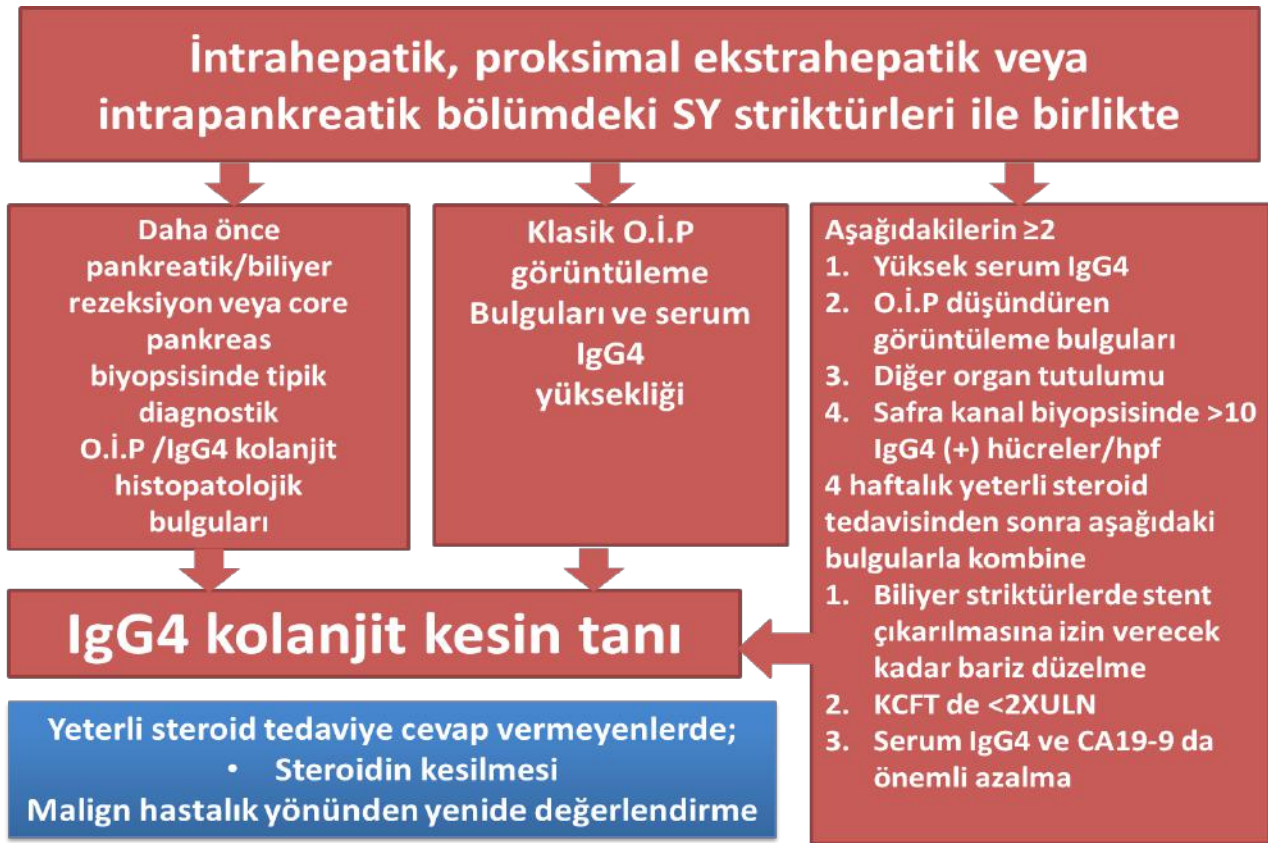 İntrahepatik, proksimal ekstrahepatik veya
intrapankreatik bölümdeki SY striktürleri ile birlikte
Daha önce
pankreatik/biliyer
rezeksiyon veya core
pankreas
biyopsisinde tipik
diagnostik
O.İ.P /IgG4 kolanjit
histopatolojik
bulguları
Klasik O.İ.P
görüntüleme
Bulguları ve serum
IgG4
yüksekliği
Aşağıdakilerin ≥2
1. Yüksek serum IgG4
2. O.İ.P düşündüren
görüntüleme bulguları
3. Diğer organ tutulumu
4. Safra kanal biyopsisinde >10
IgG4 (+) hücreler/hpf
4 haftalık yeterli steroid
tedavisinden sonra aşağıdaki
bulgularla kombine
1. Biliyer striktürlerde stent
çıkarılmasına izin verecek
kadar bariz düzelme
2. KCFT de <2XULN
3. Serum IgG4 ve CA19-9 da
önemli azalma
IgG4 kolanjit kesin tanı
Yeterli steroid tedaviye cevap vermeyenlerde;
• Steroidin kesilmesi
Malign hastalık yönünden yenide değerlendirme